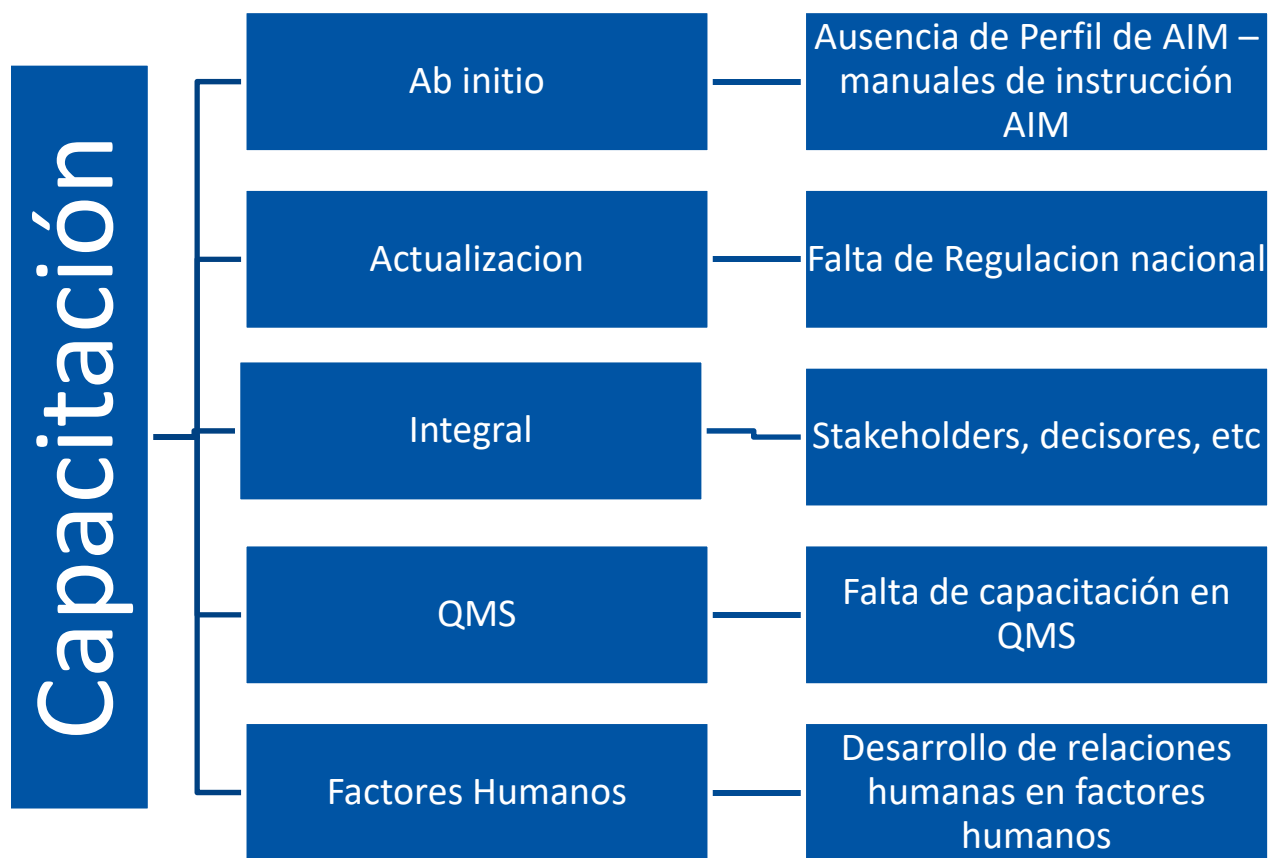 Capacitación
Ab initio
Ausencia de Perfil de AIM –
manuales de instrucción
AIM
Actualizacion
Falta de Regulacion nacional
Integral
Stakeholders, decisores, etc
QMS
Falta de capacitación en
QMS
Factores Humanos
Desarrollo de relaciones
humanas en factores
humanos